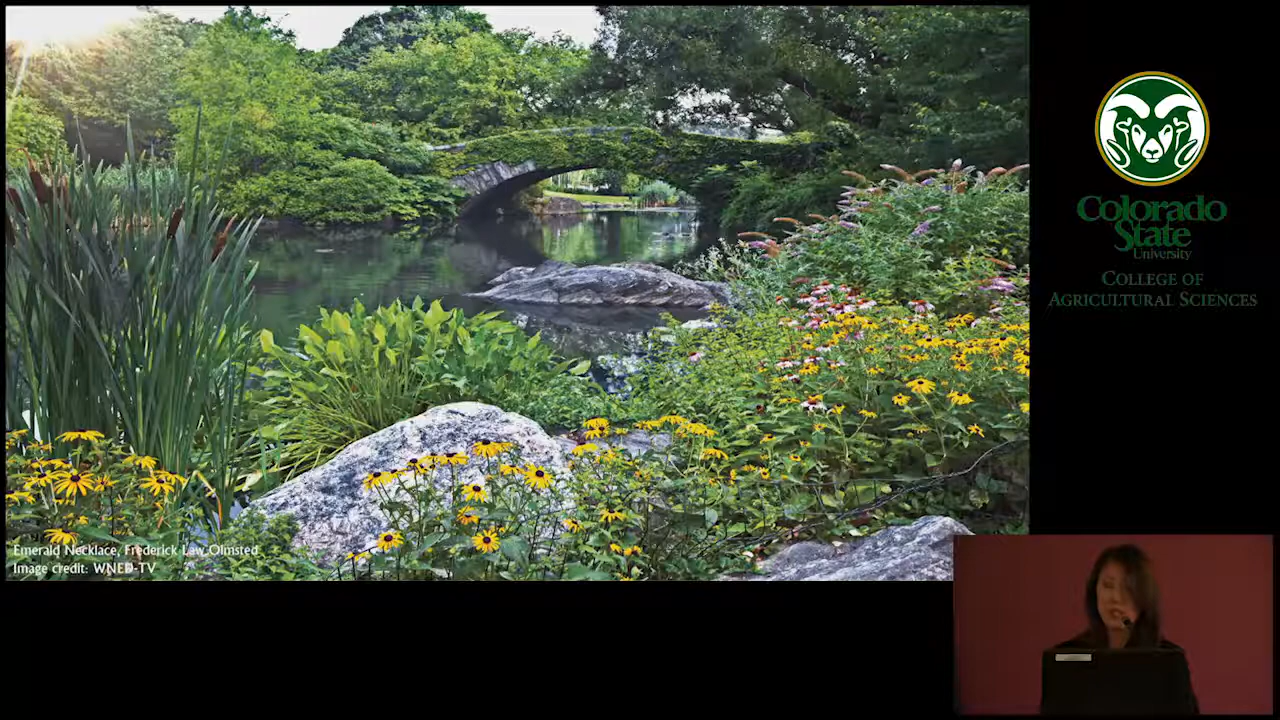 Colorado
State
University
COLLEGE OF
AGRICULTURAL SCIENCES
Emerald Necklace, Frederick Law Olmsted
Image credit: WNED-TV